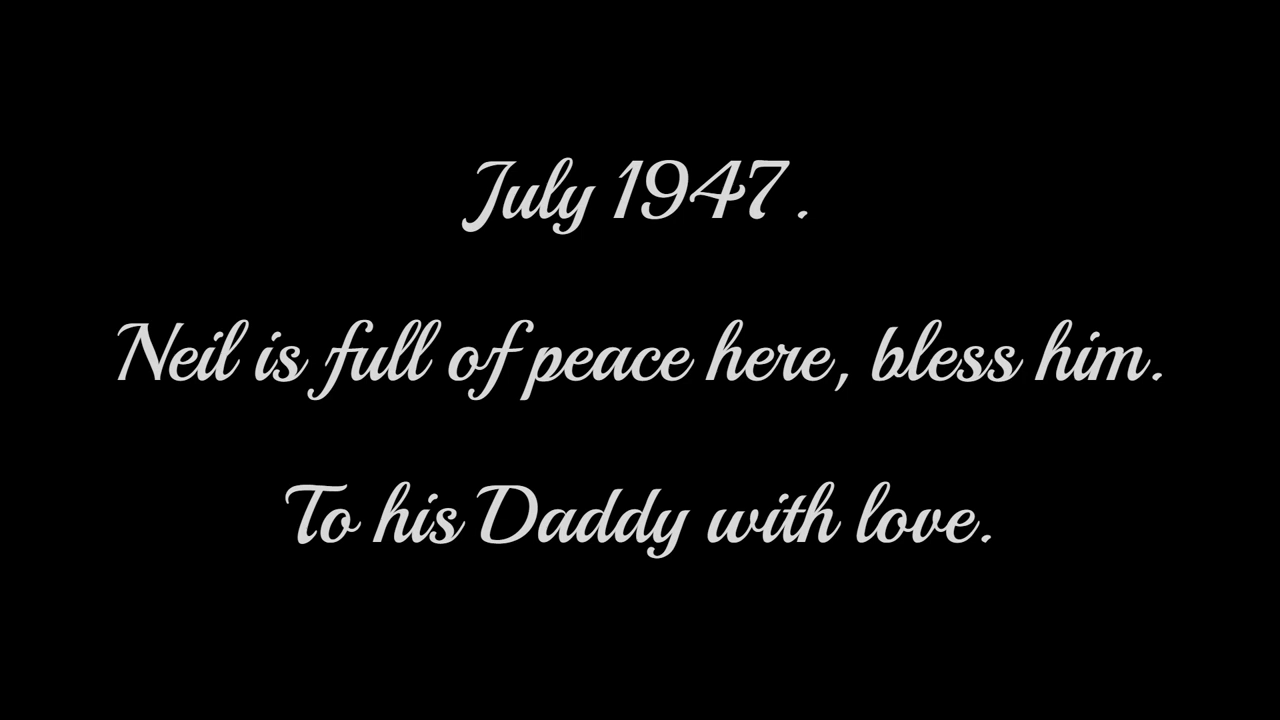 July 1947.
Neil is full of peace here, bless him.
To his Daddy with love.